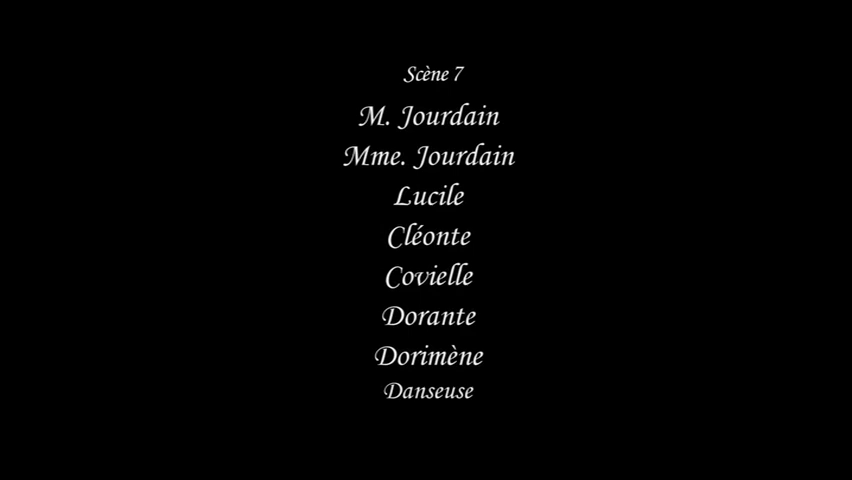 Scène 7
M. Jourdain
Mme. Jourdain
Lucile
Cléonte
Covielle
Dorante
Dorimène
Danseuse